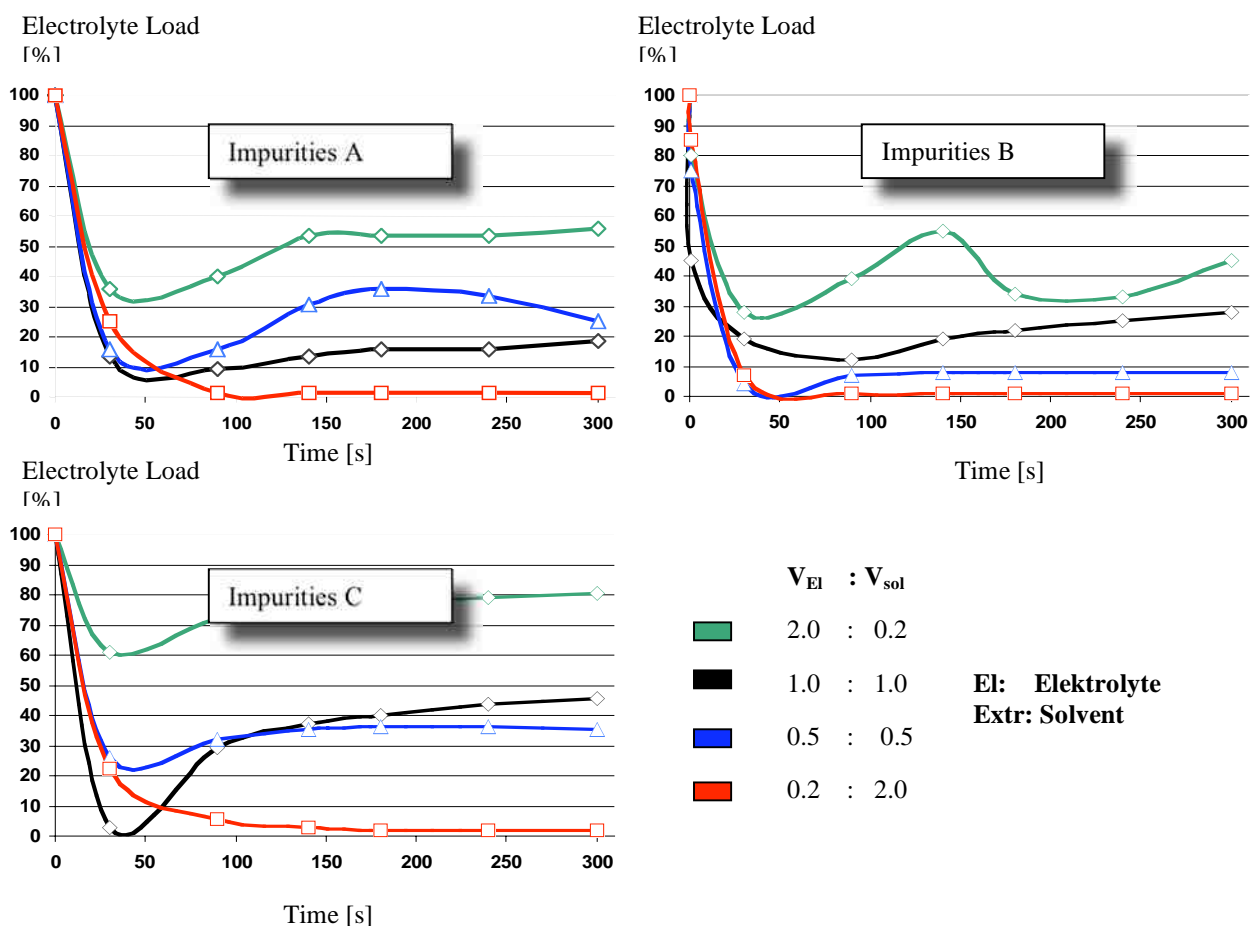 Electrolyte Load
[%]
100
90
80
70
60
50
40
30
20
10
0
Impurities A
0 50 100 150 200 250 300
Time [s]
Electrolyte Load
[%]
100
90
80
70
60
50
40
30
20
10
0
Impurities B
0 50 100 150 200 250 300
Time [s]
Electrolyte Load
[%]
100
90
80
70
60
50
40
30
20
10
0
Impurities C
0 50 100 150 200 250 300
Time [s]
V_El : V_sol
2.0 : 0.2
1.0 : 1.0
0.5 : 0.5
0.2 : 2.0
El: Elektrolyte
Extr: Solvent